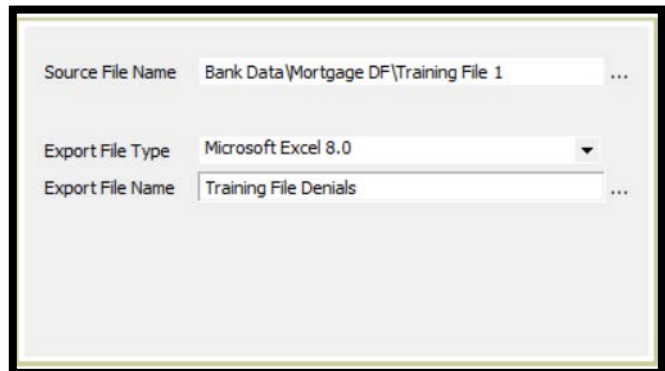 Source File Name Bank Data\Mortgage DF\Training File 1 ...
Export File Type Microsoft Excel 8.0
Export File Name Training File Denials ...